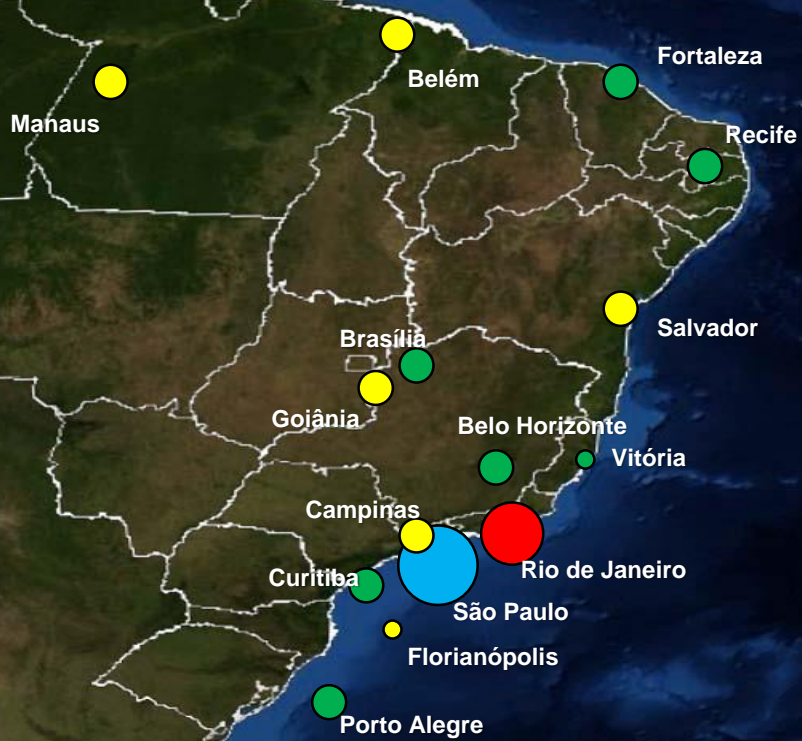 Fortaleza
Belém
Manaus
Recife
Salvador
Brasília
Goiânia
Belo Horizonte
Vitória
Campinas
Rio de Janeiro
Curitiba
São Paulo
Florianópolis
Porto Alegre